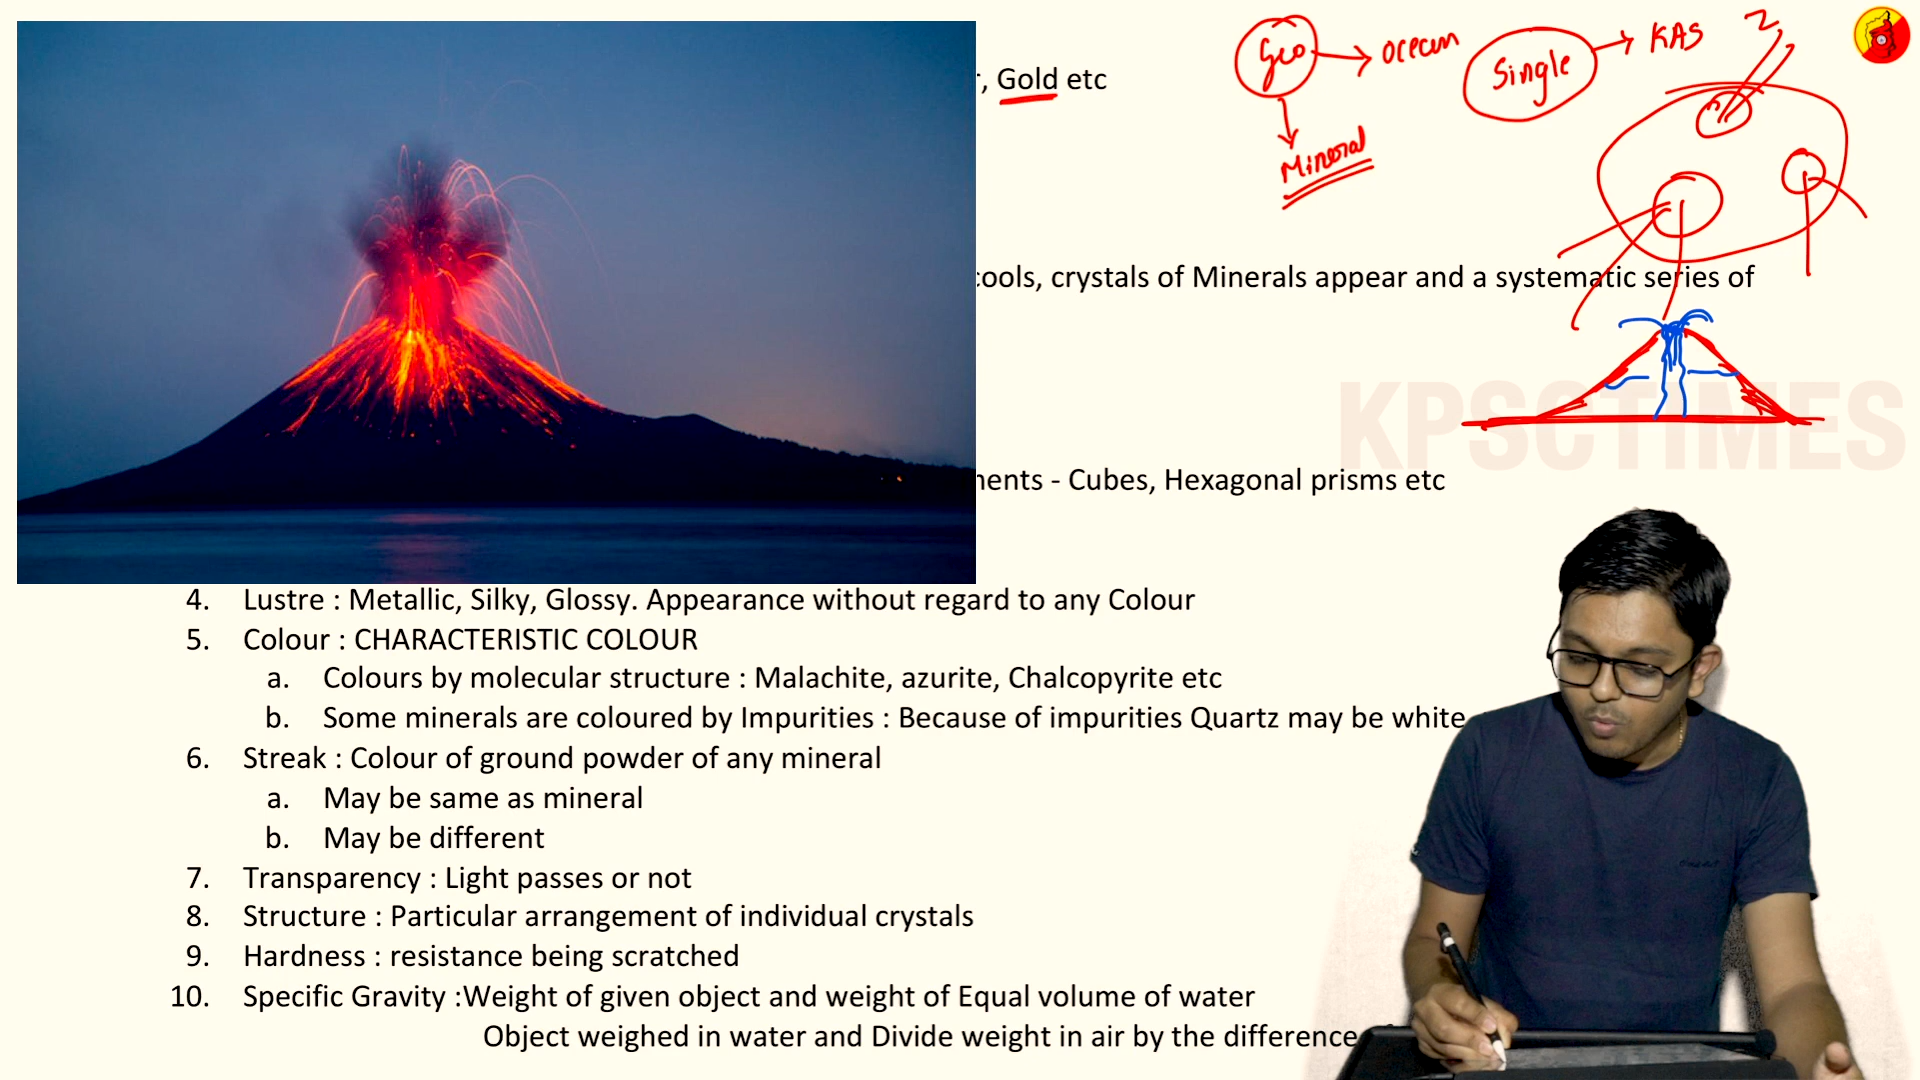 , Gold etc
Geo → ocean
Mineral
Single → KAS
cools, crystals of Minerals appear and a systematic series of
KPSCTIMES
ments - Cubes, Hexagonal prisms etc
4. Lustre : Metallic, Silky, Glossy. Appearance without regard to any Colour
5. Colour : CHARACTERISTIC COLOUR
a. Colours by molecular structure : Malachite, azurite, Chalcopyrite etc
b. Some minerals are coloured by Impurities : Because of impurities Quartz may be white
6. Streak : Colour of ground powder of any mineral
a. May be same as mineral
b. May be different
7. Transparency : Light passes or not
8. Structure : Particular arrangement of individual crystals
9. Hardness : resistance being scratched
10. Specific Gravity :Weight of given object and weight of Equal volume of water
Object weighed in water and Divide weight in air by the difference